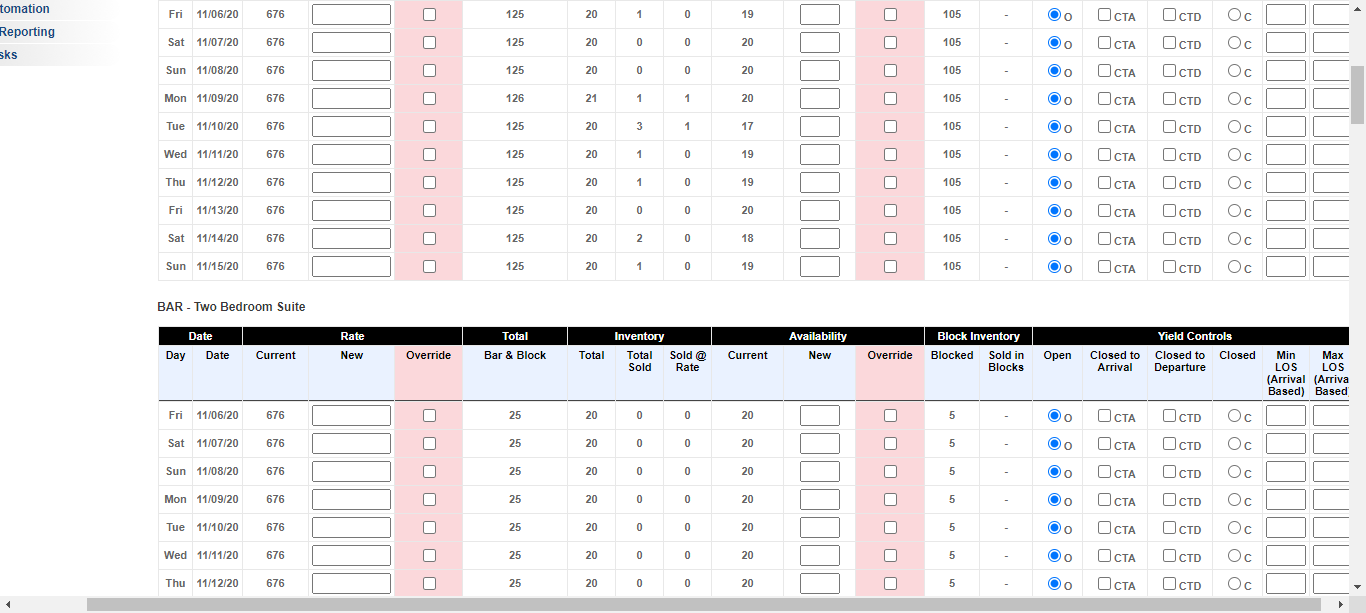 tomation
Reporting
sks
Fri 11/06/20 676 125 20 1 0 19 105 - O CTA CTD C
Sat 11/07/20 676 125 20 0 0 20 105 - O CTA CTD C
Sun 11/08/20 676 125 20 0 0 20 105 - O CTA CTD C
Mon 11/09/20 676 126 21 1 1 20 105 - O CTA CTD C
Tue 11/10/20 676 125 20 3 1 17 105 - O CTA CTD C
Wed 11/11/20 676 125 20 1 0 19 105 - O CTA CTD C
Thu 11/12/20 676 125 20 1 0 19 105 - O CTA CTD C
Fri 11/13/20 676 125 20 0 0 20 105 - O CTA CTD C
Sat 11/14/20 676 125 20 2 0 18 105 - O CTA CTD C
Sun 11/15/20 676 125 20 1 0 19 105 - O CTA CTD C
BAR - Two Bedroom Suite
Date Rate Total Inventory Availability Block Inventory Yield Controls
Day Date Current New Override Bar & Block Total Total Sold @ Current New Override Blocked Sold in Open Closed to Closed to Closed Min Max
Sold Rate Blocks Arrival Departure LOS LOS
(Arrival (Arriva
Based) Based
Fri 11/06/20 676 25 20 0 0 20 5 - O CTA CTD C
Sat 11/07/20 676 25 20 0 0 20 5 - O CTA CTD C
Sun 11/08/20 676 25 20 0 0 20 5 - O CTA CTD C
Mon 11/09/20 676 25 20 0 0 20 5 - O CTA CTD C
Tue 11/10/20 676 25 20 0 0 20 5 - O CTA CTD C
Wed 11/11/20 676 25 20 0 0 20 5 - O CTA CTD C
Thu 11/12/20 676 25 20 0 0 20 5 - O CTA CTD C